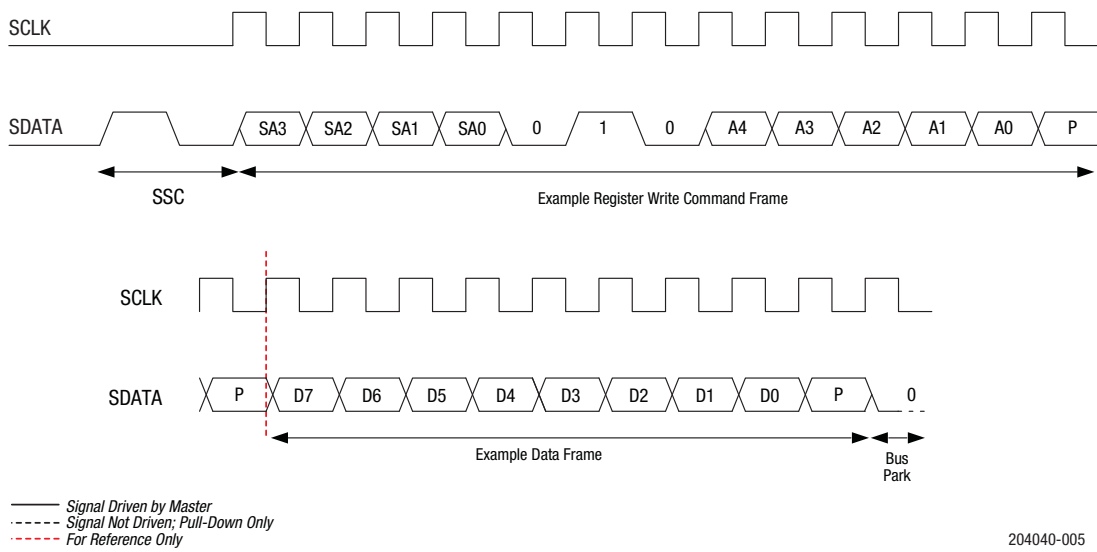 SCLK
SDATA SA3 SA2 SA1 SA0 0 1 0 A4 A3 A2 A1 A0 P
SSC Example Register Write Command Frame
SCLK
SDATA P D7 D6 D5 D4 D3 D2 D1 D0 P 0
Example Data Frame Bus
Park
Signal Driven by Master
Signal Not Driven; Pull-Down Only
For Reference Only 204040-005